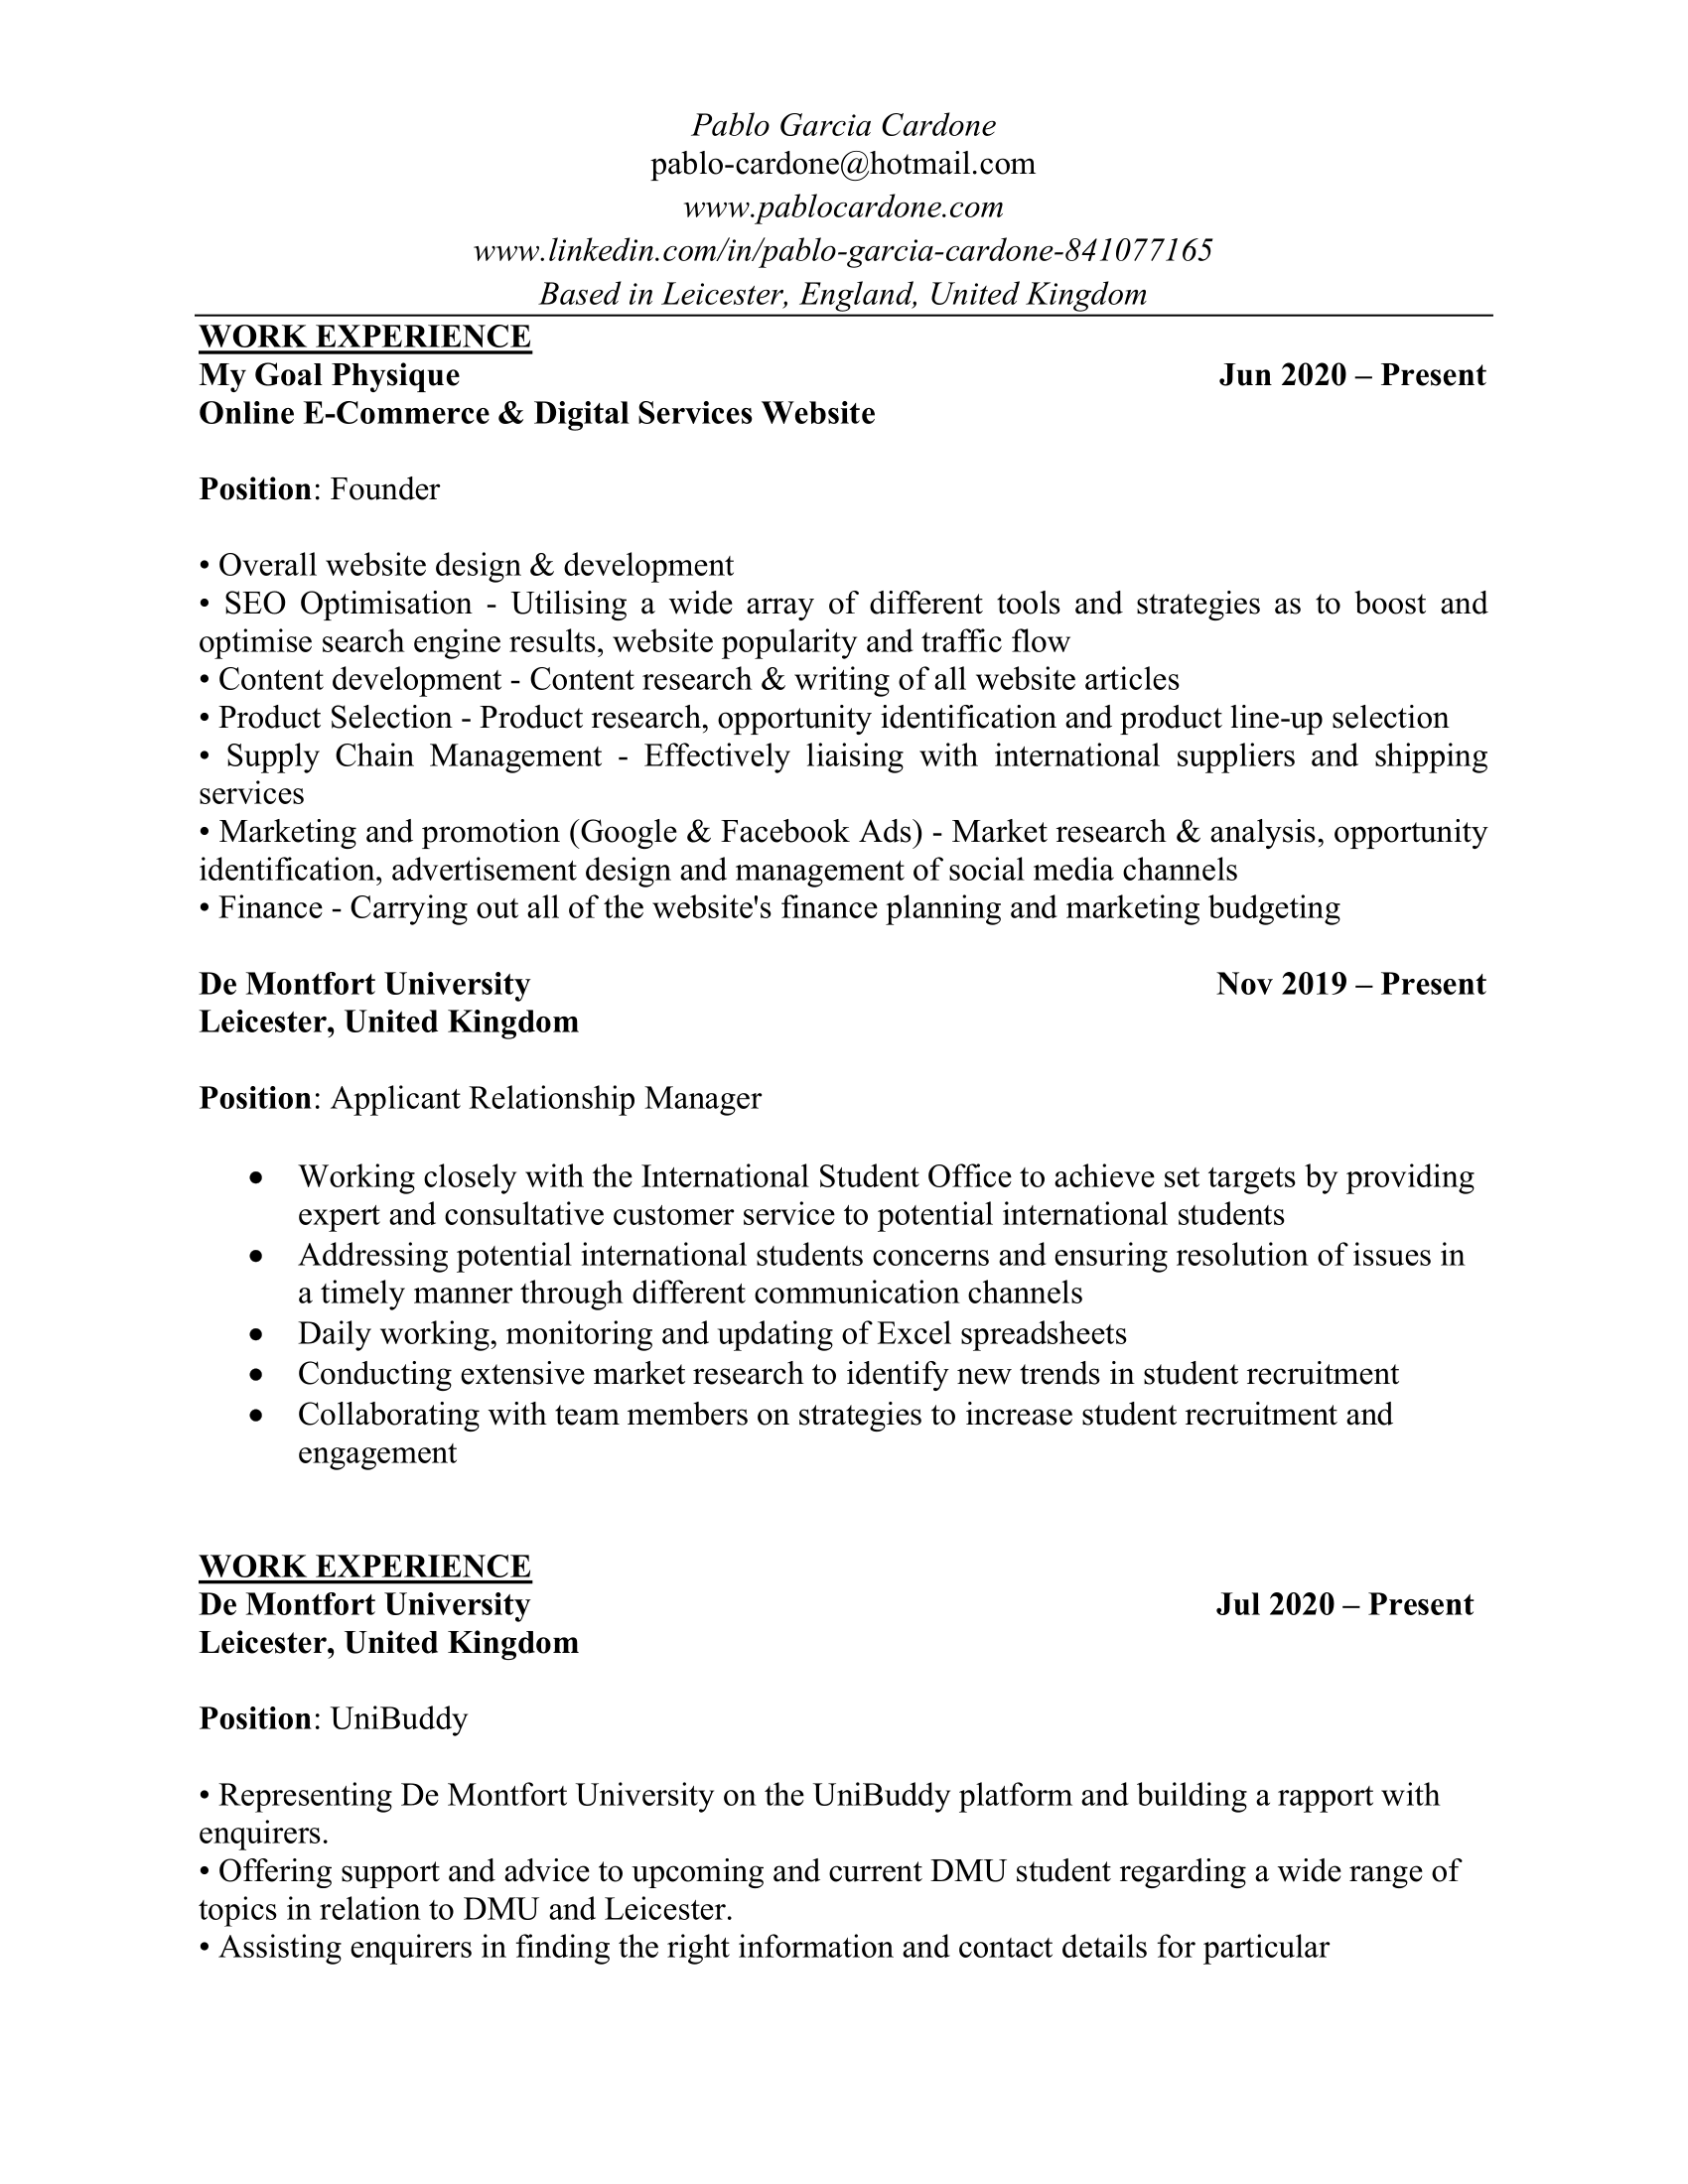 Pablo Garcia Cardone
pablo-cardone@hotmail.com
www.pablocardone.com
www.linkedin.com/in/pablo-garcia-cardone-841077165
Based in Leicester, England, United Kingdom
WORK EXPERIENCE
My Goal Physique Jun 2020 – Present
Online E-Commerce & Digital Services Website
Position: Founder
• Overall website design & development
• SEO Optimisation - Utilising a wide array of different tools and strategies as to boost and
optimise search engine results, website popularity and traffic flow
• Content development - Content research & writing of all website articles
• Product Selection - Product research, opportunity identification and product line-up selection
• Supply Chain Management - Effectively liaising with international suppliers and shipping
services
• Marketing and promotion (Google & Facebook Ads) - Market research & analysis, opportunity
identification, advertisement design and management of social media channels
• Finance - Carrying out all of the website's finance planning and marketing budgeting
De Montfort University Nov 2019 – Present
Leicester, United Kingdom
Position: Applicant Relationship Manager
• Working closely with the International Student Office to achieve set targets by providing
expert and consultative customer service to potential international students
• Addressing potential international students concerns and ensuring resolution of issues in
a timely manner through different communication channels
• Daily working, monitoring and updating of Excel spreadsheets
• Conducting extensive market research to identify new trends in student recruitment
• Collaborating with team members on strategies to increase student recruitment and
engagement
WORK EXPERIENCE
De Montfort University Jul 2020 – Present
Leicester, United Kingdom
Position: UniBuddy
• Representing De Montfort University on the UniBuddy platform and building a rapport with
enquirers.
• Offering support and advice to upcoming and current DMU student regarding a wide range of
topics in relation to DMU and Leicester.
• Assisting enquirers in finding the right information and contact details for particular